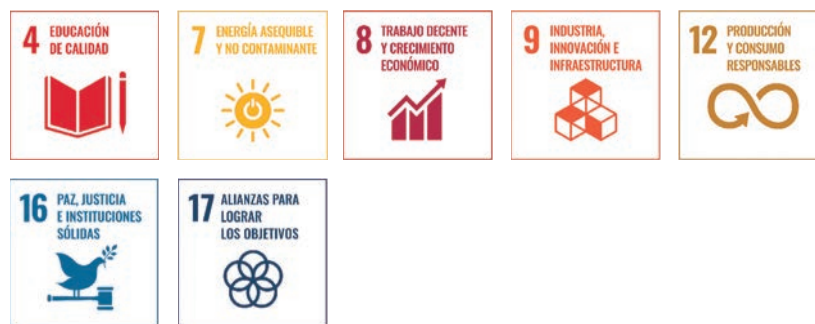 4 EDUCACIÓN
DE CALIDAD
7 ENERGÍA ASEQUIBLE
Y NO CONTAMINANTE
8 TRABAJO DECENTE
Y CRECIMIENTO
ECONÓMICO
9 INDUSTRIA,
INNOVACIÓN E
INFRAESTRUCTURA
12 PRODUCCIÓN
Y CONSUMO
RESPONSABLES
16 PAZ, JUSTICIA
E INSTITUCIONES
SÓLIDAS
17 ALIANZAS PARA
LOGRAR
LOS OBJETIVOS